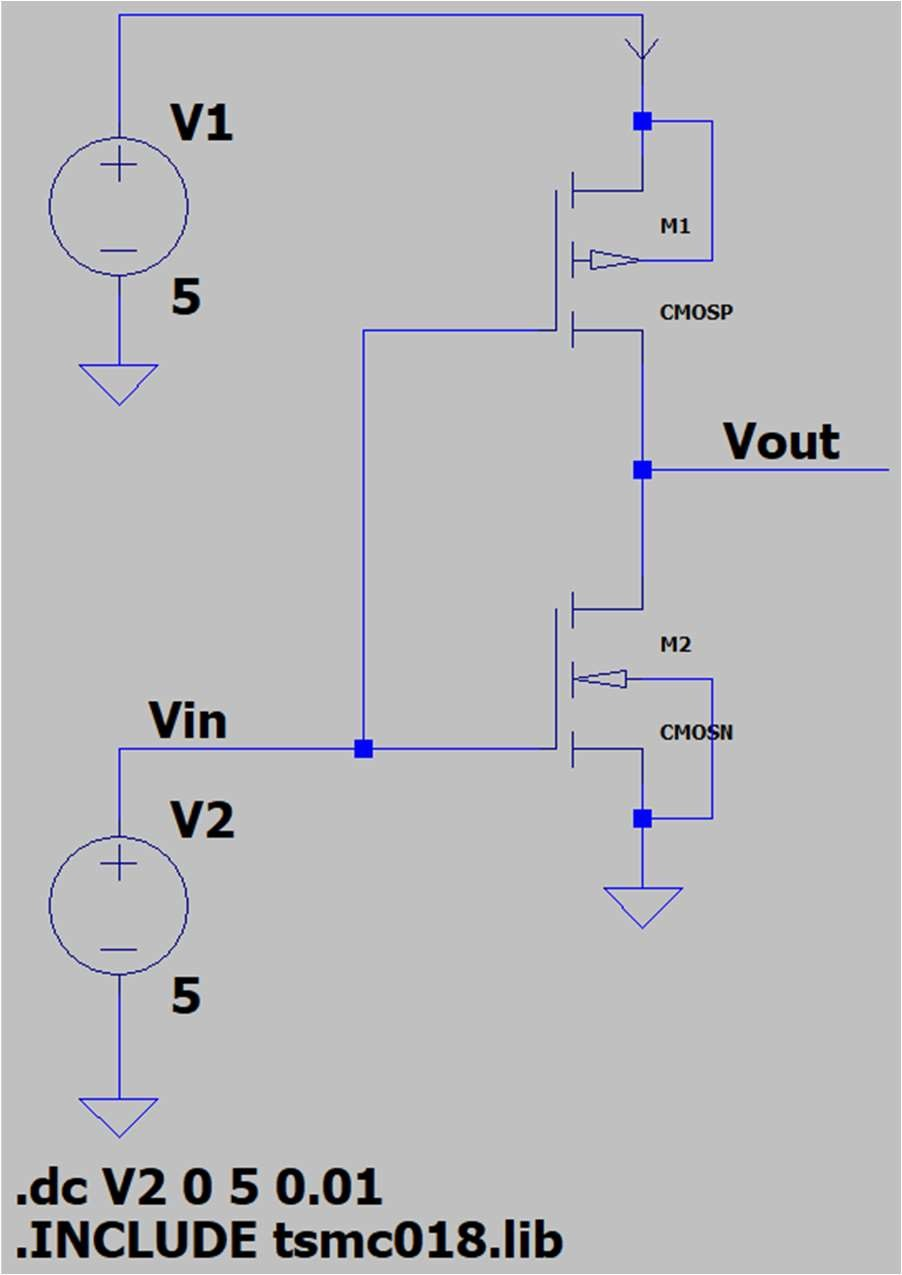 V1
5
M1
CMOSP
Vout
M2
CMOSN
Vin
V2
5
.dc V2 0 5 0.01
.INCLUDE tsmc018.lib